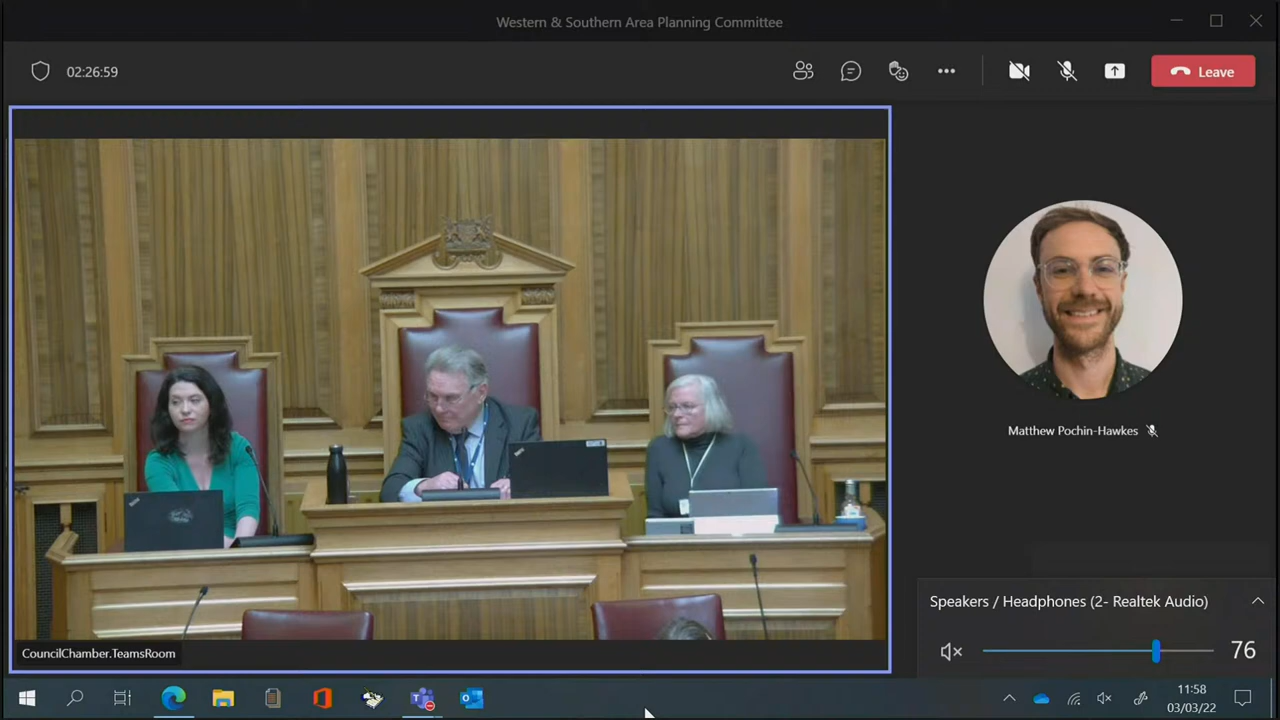 Western & Southern Area Planning Committee
02:26:59
Leave
Matthew Pochin-Hawkes
Speakers / Headphones (2- Realtek Audio)
76
CouncilChamber.TeamsRoom
11:58
03/03/22